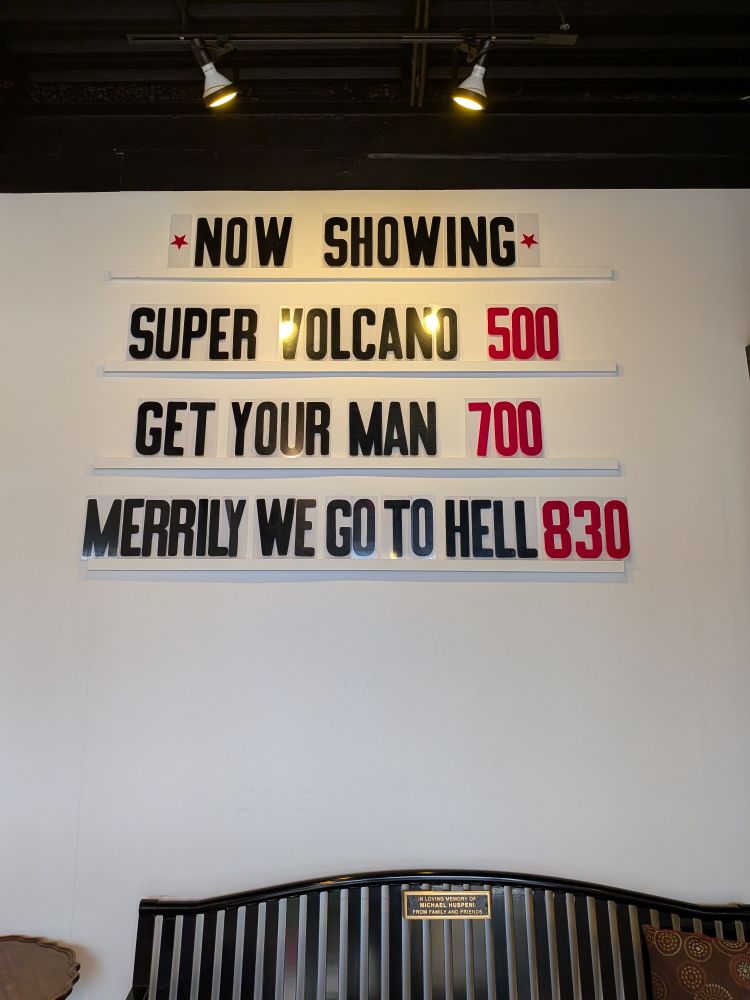 NOW SHOWING
SUPER VOLCANO 500
GET YOUR MAN 700
MERRILY WE GO TO HELL 830
IN LOVING MEMORY OF
MICHAEL HUSPENI
FROM FAMILY AND FRIENDS